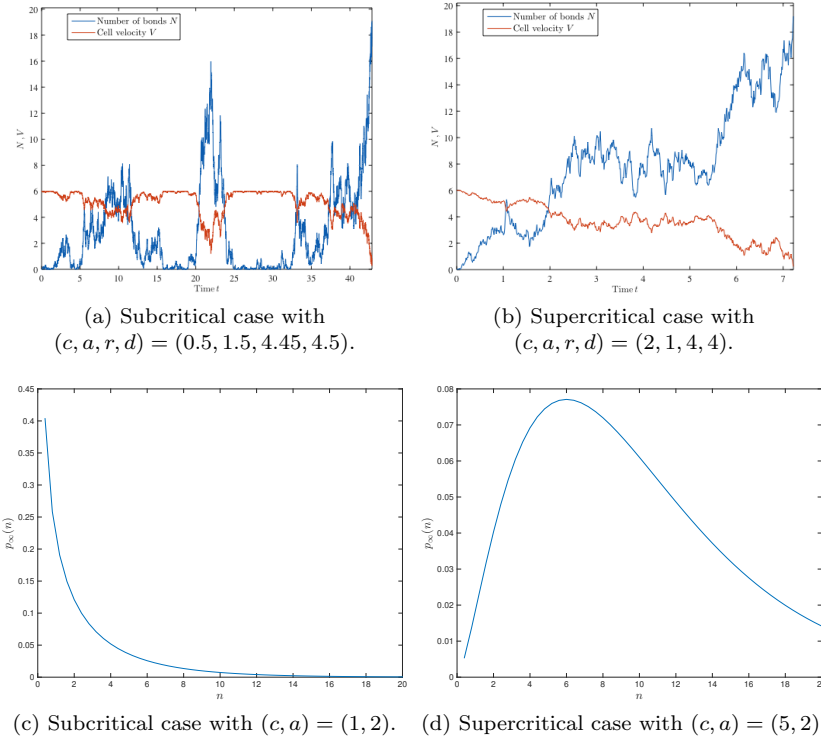 20
18
16
14
12
10
8
6
4
2
0
N, V
Number of bonds N
Cell velocity V
0 5 10 15 20 25 30 35 40
Time t
(a) Subcritical case with
(c, a, r, d) = (0.5, 1.5, 4.45, 4.5).
20
18
16
14
12
10
8
6
4
2
0
N, V
Number of bonds N
Cell velocity V
0 1 2 3 4 5 6 7
Time t
(b) Supercritical case with
(c, a, r, d) = (2, 1, 4, 4).
0.45
0.4
0.35
0.3
0.25
0.2
0.15
0.1
0.05
0
p∞(n)
0 2 4 6 8 10 12 14 16 18 20
n
(c) Subcritical case with (c, a) = (1, 2).
0.08
0.07
0.06
0.05
0.04
0.03
0.02
0.01
0
p∞(n)
0 2 4 6 8 10 12 14 16 18 20
n
(d) Supercritical case with (c, a) = (5, 2)